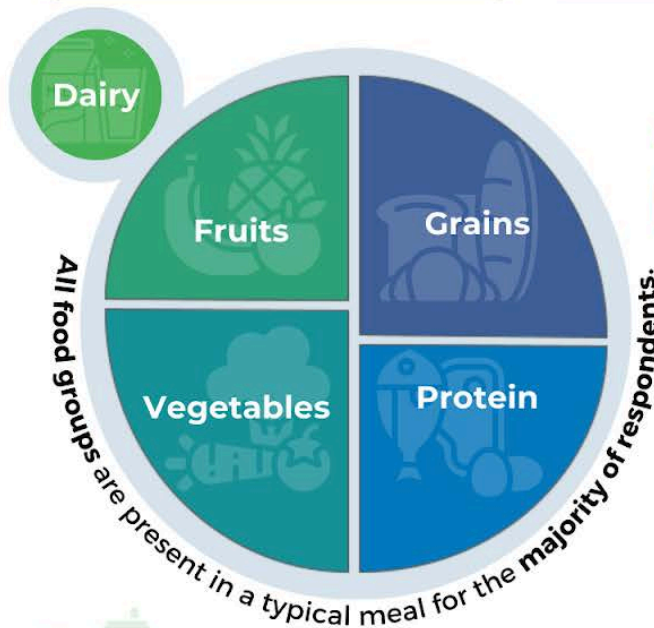 Dairy
Fruits
Grains
Vegetables
Protein
All food groups are present in a typical meal for the majority of respondents.